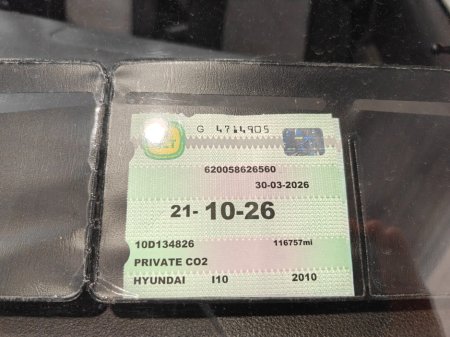 G 4714905
620058626560
30-03-2026
21- 10-26
10D134826 116757mi
PRIVATE CO2
HYUNDAI I10 2010